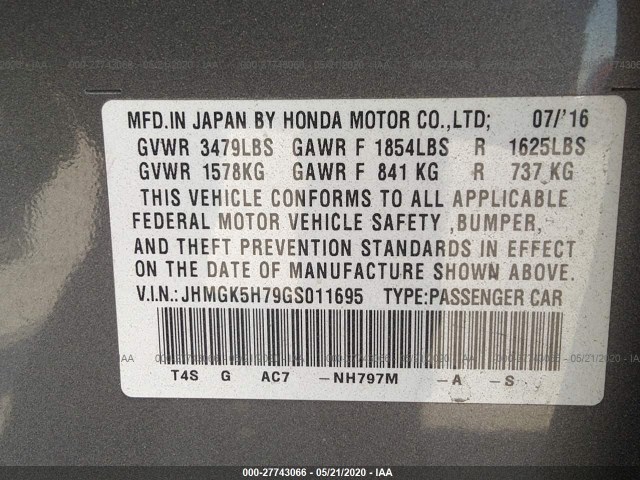 MFD.IN JAPAN BY HONDA MOTOR CO.,LTD; 07/'16
GVWR 3479LBS GAWR F 1854LBS R 1625LBS
GVWR 1578KG GAWR F 841 KG R 737 KG
THIS VEHICLE CONFORMS TO ALL APPLICABLE
FEDERAL MOTOR VEHICLE SAFETY ,BUMPER,
AND THEFT PREVENTION STANDARDS IN EFFECT
ON THE DATE OF MANUFACTURE SHOWN ABOVE.
V.I.N.:JHMGK5H79GS011695 TYPE:PASSENGER CAR
T4S G AC7 -NH797M -A -S
000-27743066 - 05/21/2020 - IAA